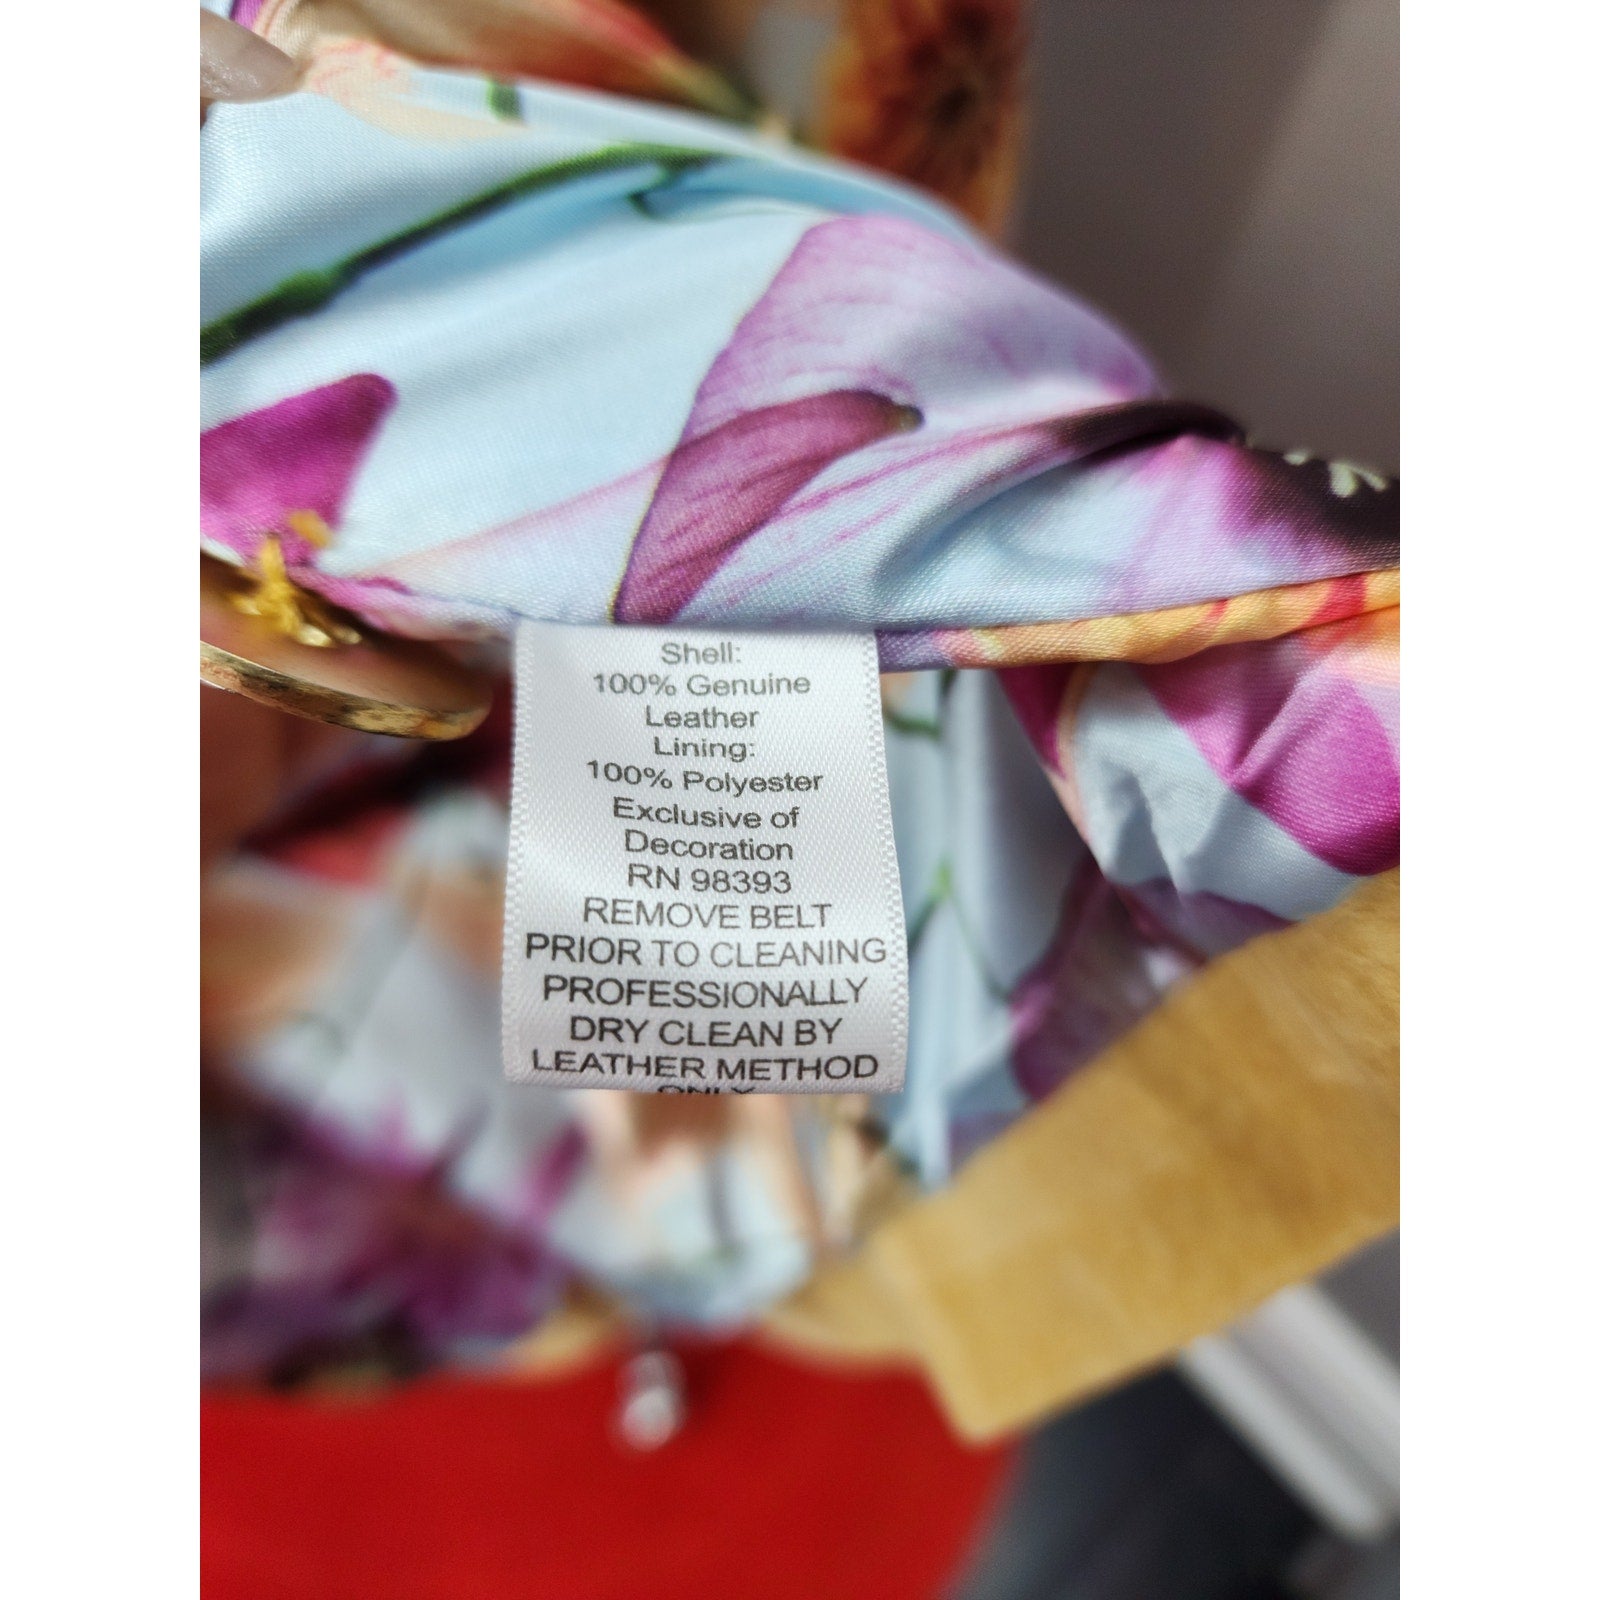 Shell:
100% Genuine
Leather
Lining:
100% Polyester
Exclusive of
Decoration
RN 98393
REMOVE BELT
PRIOR TO CLEANING
PROFESSIONALLY
DRY CLEAN BY
LEATHER METHOD
ONLY